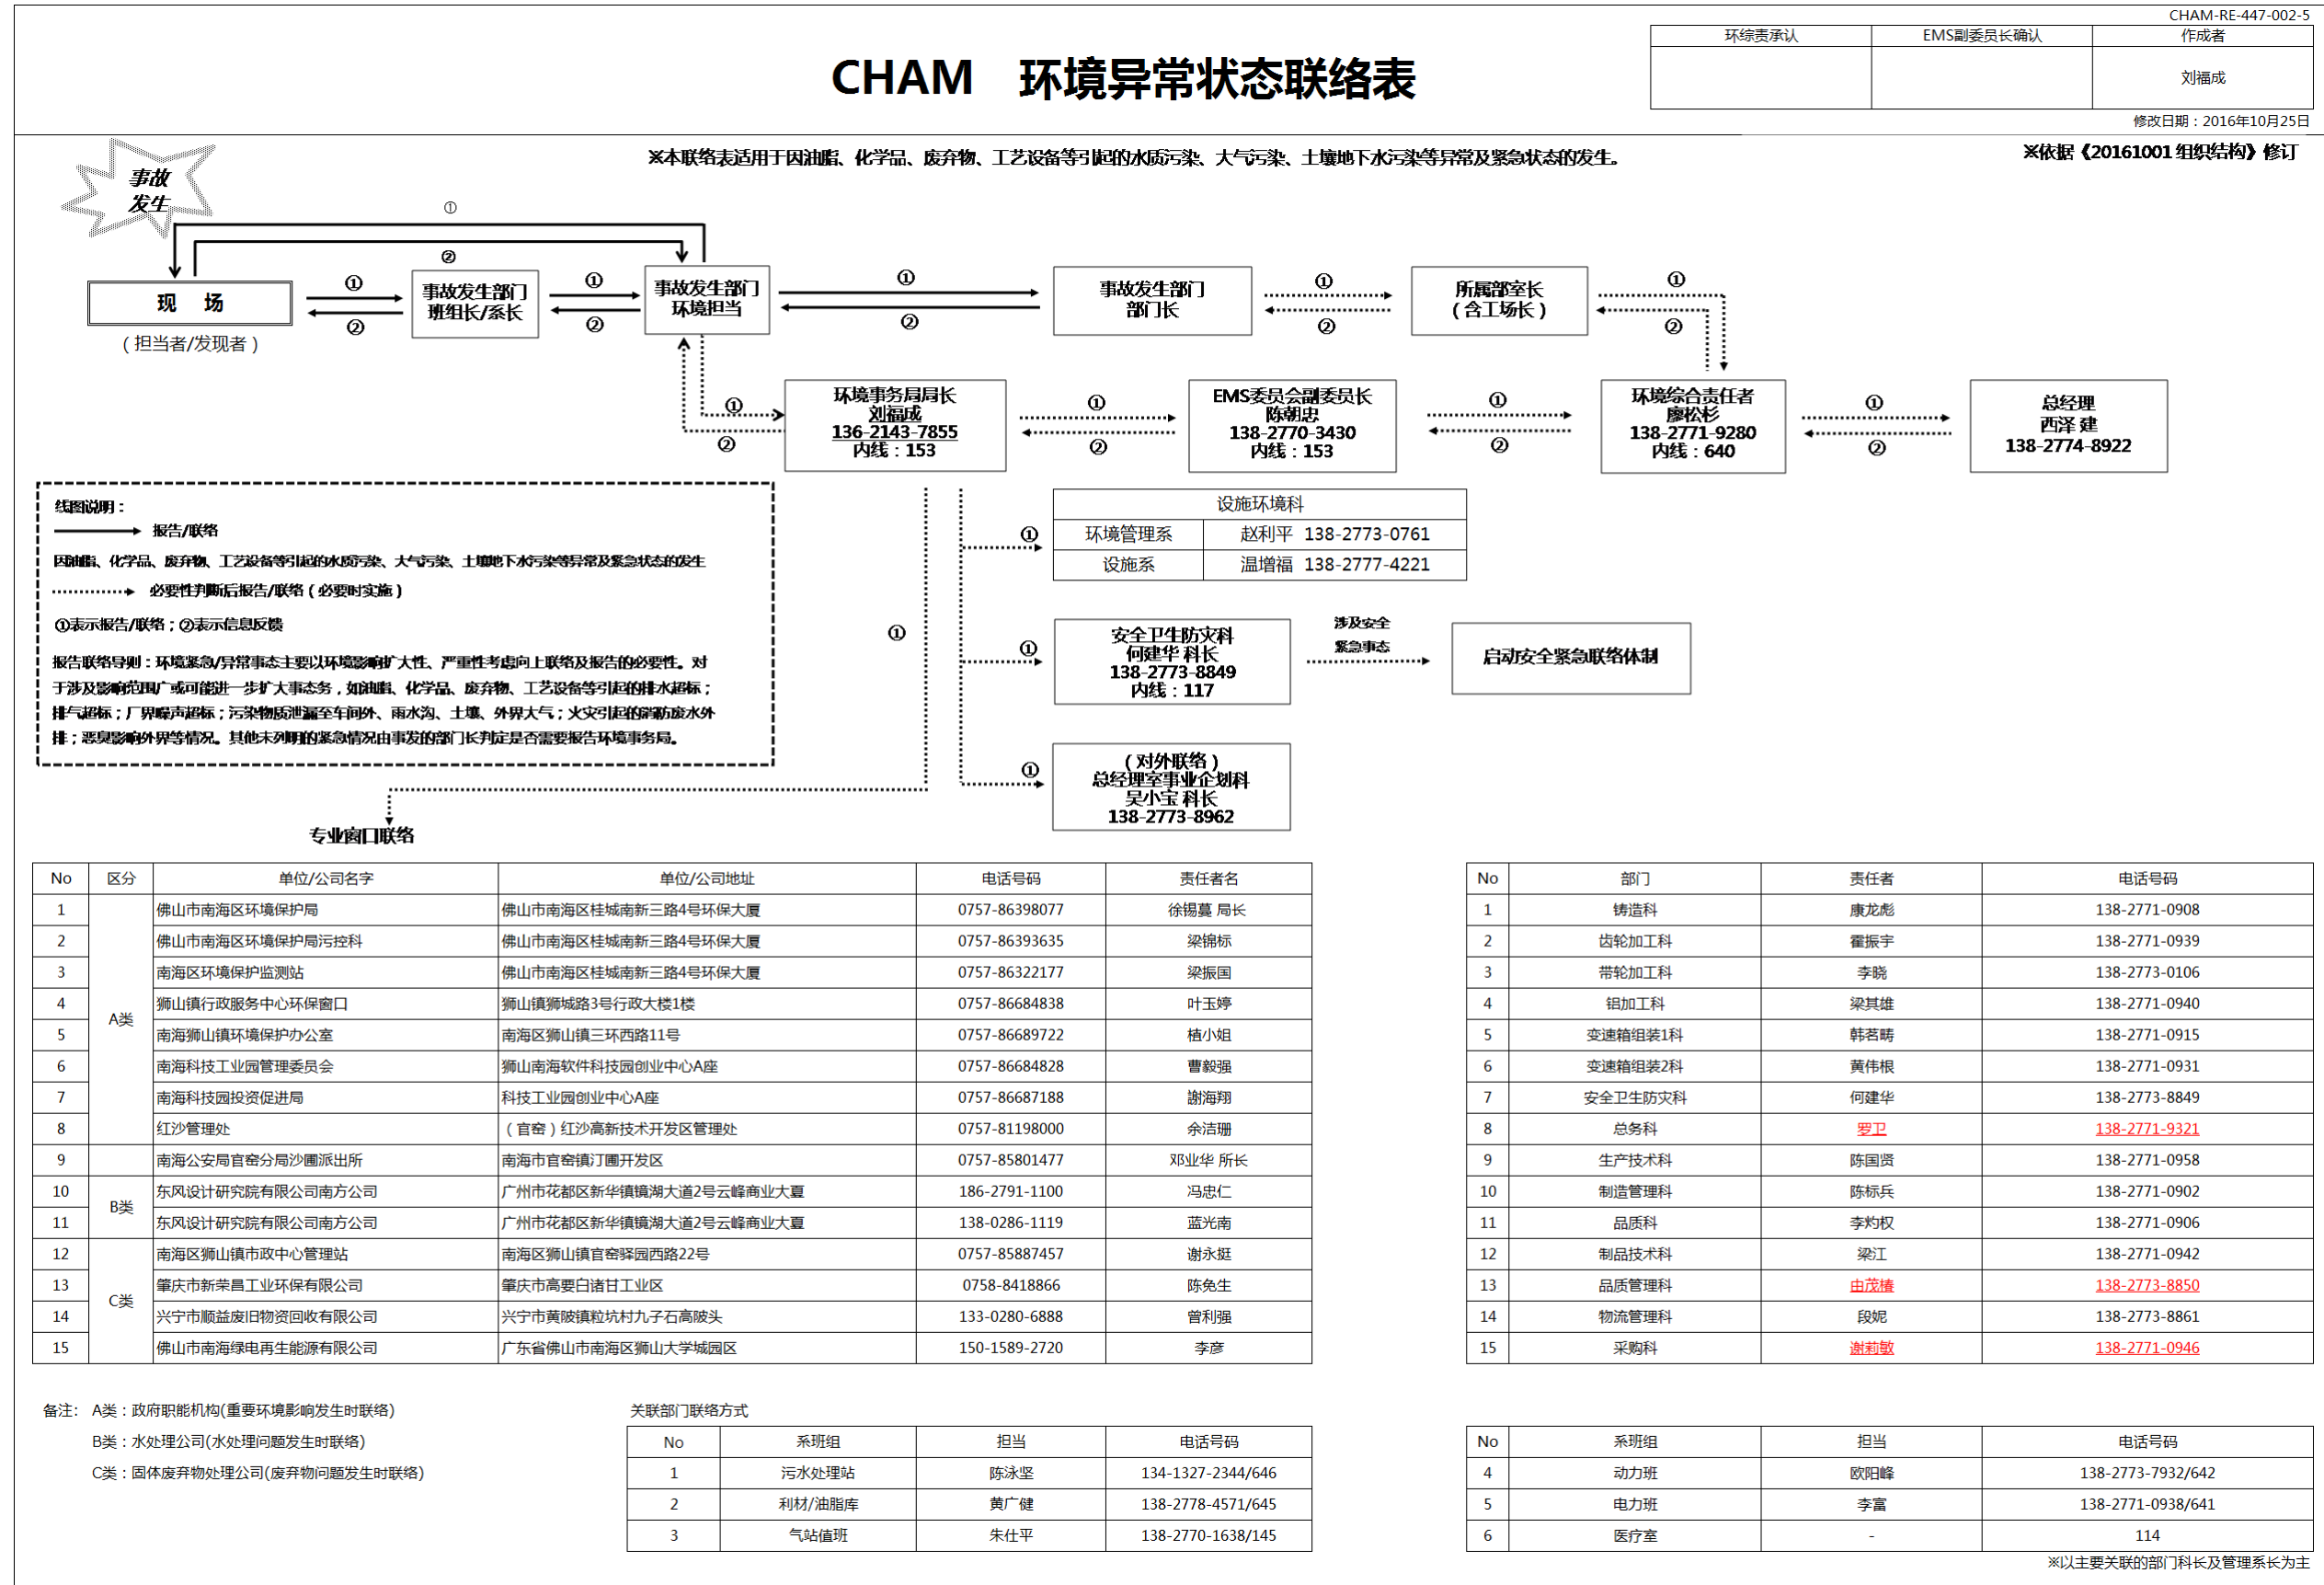 CHAM-RE-447-002-5
环综责承认 EMS副委员长确认 作成者
CHAM 环境异常状态联络表
刘福成
修改日期：2016年10月25日
※本联络表适用于因油脂、化学品、废弃物、工艺设备等引起的水质污染、大气污染、土壤地下水污染等异常及紧急状态的发生。
※依据《20161001 组织结构》修订
事故
发生
①
②
现 场
（担当者/发现者）
①
②
事故发生部门
班组长/系长
①
②
事故发生部门
环境担当
①
②
事故发生部门
部门长
①
②
所属部室长
（含工场长）
①
②
①
②
环境事务局局长
刘福成
136-2143-7855
内线：153
①
②
EMS委员会副委员长
陈朝忠
138-2770-3430
内线：153
①
②
环境综合责任者
廖松杉
138-2771-9280
内线：640
①
②
总经理
西泽 建
138-2774-8922
线图说明：
报告/联络
因油脂、化学品、废弃物、工艺设备等引起的水质污染、大气污染、土壤地下水污染等异常及紧急状态的发生
必要性判断后报告/联络（必要时实施）
①表示报告/联络；②表示信息反馈
报告联络导则：环境紧急/异常事态主要以环境影响扩大性、严重性考虑向上联络及报告的必要性。对
于涉及影响范围广或可能进一步扩大事态务，如油脂、化学品、废弃物、工艺设备等引起的排水超标；
排气超标；厂界噪声超标；污染物质泄漏至车间外、雨水沟、土壤、外界大气；火灾引起的消防废水外
排；恶臭影响外界等情况。其他未列明的紧急情况由事发的部门长判定是否需要报告环境事务局。
①
①
设施环境科
环境管理系 赵利平 138-2773-0761
设施系 温增福 138-2777-4221
①
安全卫生防灾科
何建华 科长
138-2773-8849
内线：117
涉及安全
紧急事态
启动安全紧急联络体制
①
（对外联络）
总经理室事业企划科
吴小宝 科长
138-2773-8962
专业窗口联络
No 区分 单位/公司名字 单位/公司地址 电话号码 责任者名
1 佛山市南海区环境保护局 佛山市南海区桂城南新三路4号环保大厦 0757-86398077 徐锡蔓 局长
2 佛山市南海区环境保护局污控科 佛山市南海区桂城南新三路4号环保大厦 0757-86393635 梁锦标
3 南海区环境保护监测站 佛山市南海区桂城南新三路4号环保大厦 0757-86322177 梁振国
4 狮山镇行政服务中心环保窗口 狮山镇狮城路3号行政大楼1楼 0757-86684838 叶玉婷
A类
5 南海狮山镇环境保护办公室 南海区狮山镇三环西路11号 0757-86689722 植小姐
6 南海科技工业园管理委员会 狮山南海软件科技园创业中心A座 0757-86684828 曹毅强
7 南海科技园投资促进局 科技工业园创业中心A座 0757-86687188 謝海翔
8 红沙管理处 （官窑）红沙高新技术开发区管理处 0757-81198000 余洁珊
9 南海公安局官窑分局沙圃派出所 南海市官窑镇汀圃开发区 0757-85801477 邓业华 所长
10 东风设计研究院有限公司南方公司 广州市花都区新华镇镜湖大道2号云峰商业大夏 186-2791-1100 冯忠仁
B类
11 东风设计研究院有限公司南方公司 广州市花都区新华镇镜湖大道2号云峰商业大夏 138-0286-1119 蓝光南
12 南海区狮山镇市政中心管理站 南海区狮山镇官窑驿园西路22号 0757-85887457 谢永挺
13 肇庆市新荣昌工业环保有限公司 肇庆市高要白诸甘工业区 0758-8418866 陈免生
C类
14 兴宁市顺益废旧物资回收有限公司 兴宁市黄陂镇粒坑村九子石高陂头 133-0280-6888 曾利强
15 佛山市南海绿电再生能源有限公司 广东省佛山市南海区狮山大学城园区 150-1589-2720 李彦
No 部门 责任者 电话号码
1 铸造科 康龙彪 138-2771-0908
2 齿轮加工科 霍振宇 138-2771-0939
3 带轮加工科 李晓 138-2773-0106
4 铝加工科 梁其雄 138-2771-0940
5 变速箱组装1科 韩茗畴 138-2771-0915
6 变速箱组装2科 黄伟根 138-2771-0931
7 安全卫生防灾科 何建华 138-2773-8849
8 总务科 罗卫 138-2771-9321
9 生产技术科 陈国贤 138-2771-0958
10 制造管理科 陈标兵 138-2771-0902
11 品质科 李灼权 138-2771-0906
12 制品技术科 梁江 138-2771-0942
13 品质管理科 由茂椿 138-2773-8850
14 物流管理科 段妮 138-2773-8861
15 采购科 谢莉敏 138-2771-0946
备注： A类：政府职能机构(重要环境影响发生时联络)
B类：水处理公司(水处理问题发生时联络)
C类：固体废弃物处理公司(废弃物问题发生时联络)
关联部门联络方式
No 系班组 担当 电话号码
1 污水处理站 陈泳坚 134-1327-2344/646
2 利材/油脂库 黄广健 138-2778-4571/645
3 气站值班 朱仕平 138-2770-1638/145
No 系班组 担当 电话号码
4 动力班 欧阳峰 138-2773-7932/642
5 电力班 李富 138-2771-0938/641
6 医疗室 - 114
※以主要关联的部门科长及管理系长为主